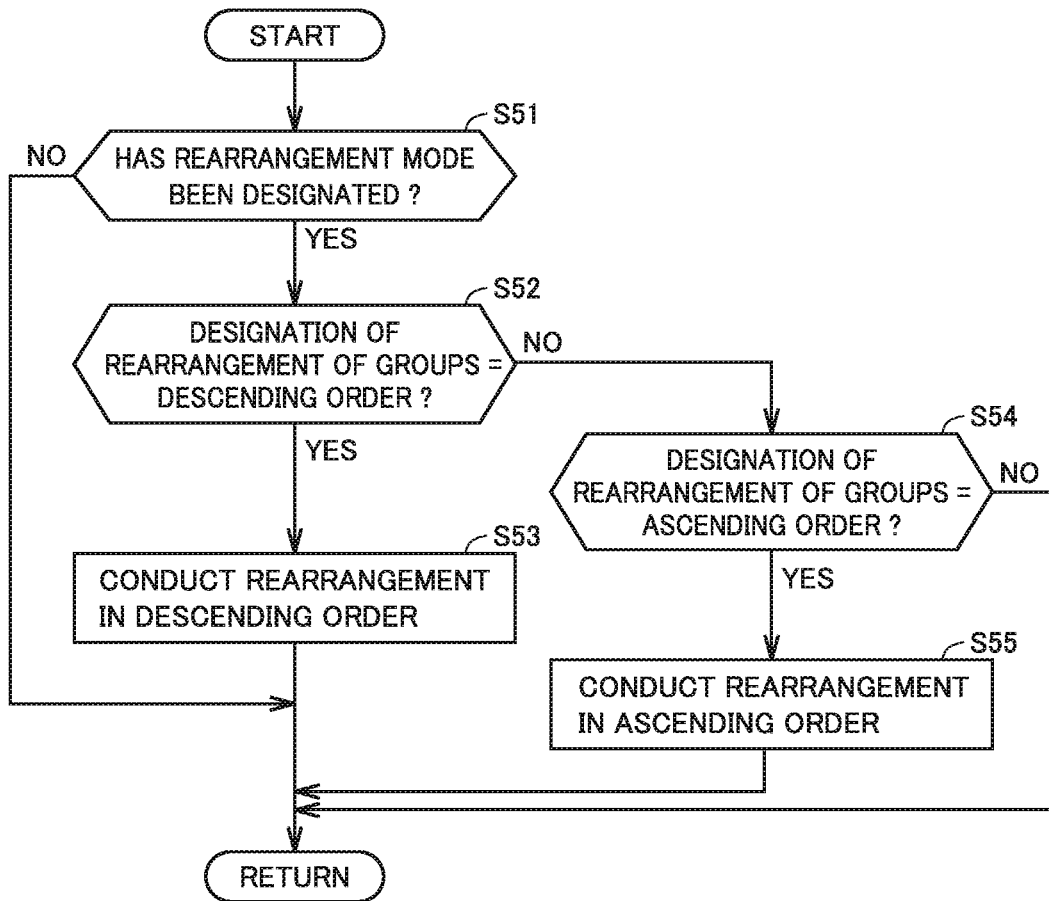 START
S51
NO
HAS REARRANGEMENT MODE
BEEN DESIGNATED ?
YES
S52
DESIGNATION OF
REARRANGEMENT OF GROUPS =
DESCENDING ORDER ?
NO
YES
S54
DESIGNATION OF
REARRANGEMENT OF GROUPS =
ASCENDING ORDER ?
NO
YES
S53
CONDUCT REARRANGEMENT
IN DESCENDING ORDER
S55
CONDUCT REARRANGEMENT
IN ASCENDING ORDER
RETURN